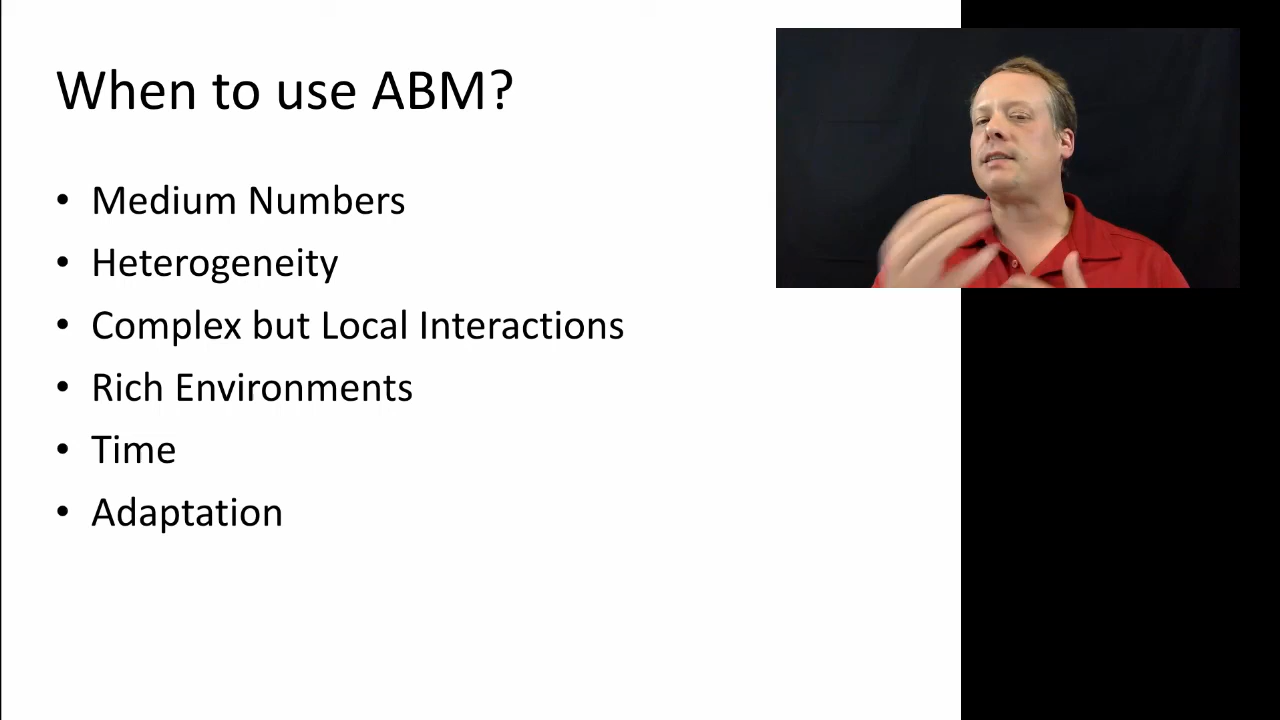 When to use ABM?
• Medium Numbers
• Heterogeneity
• Complex but Local Interactions
• Rich Environments
• Time
• Adaptation